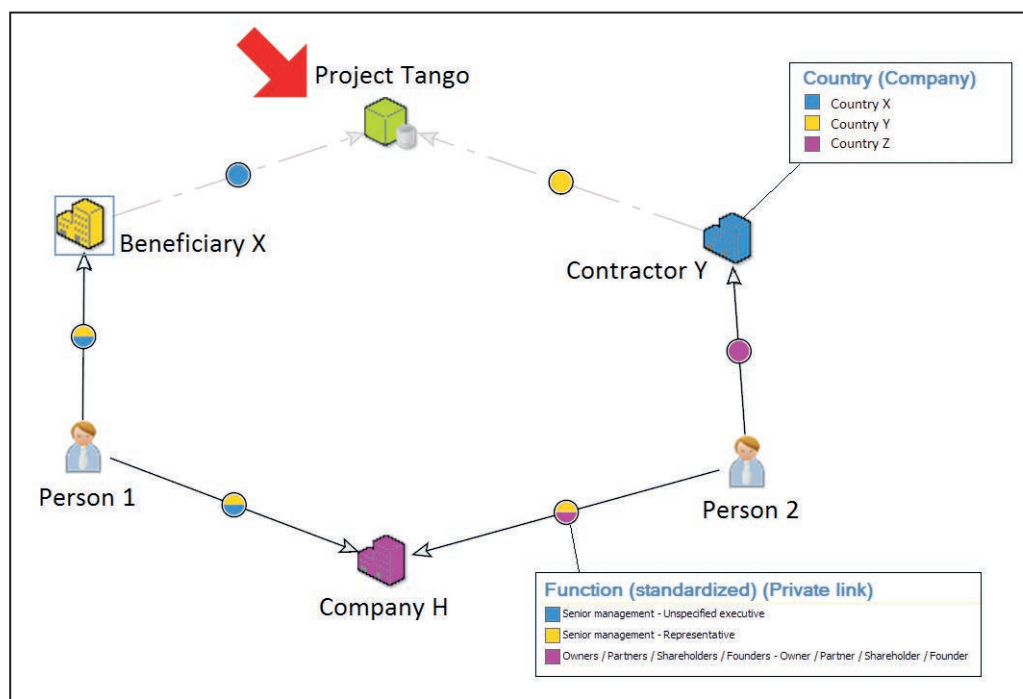 Project Tango
Country (Company)
Country X
Country Y
Country Z
Beneficiary X
Contractor Y
Person 1
Person 2
Company H
Function (standardized) (Private link)
Senior management - Unspecified executive
Senior management - Representative
Owners / Partners / Shareholders / Founders - Owner / Partner / Shareholder / Founder